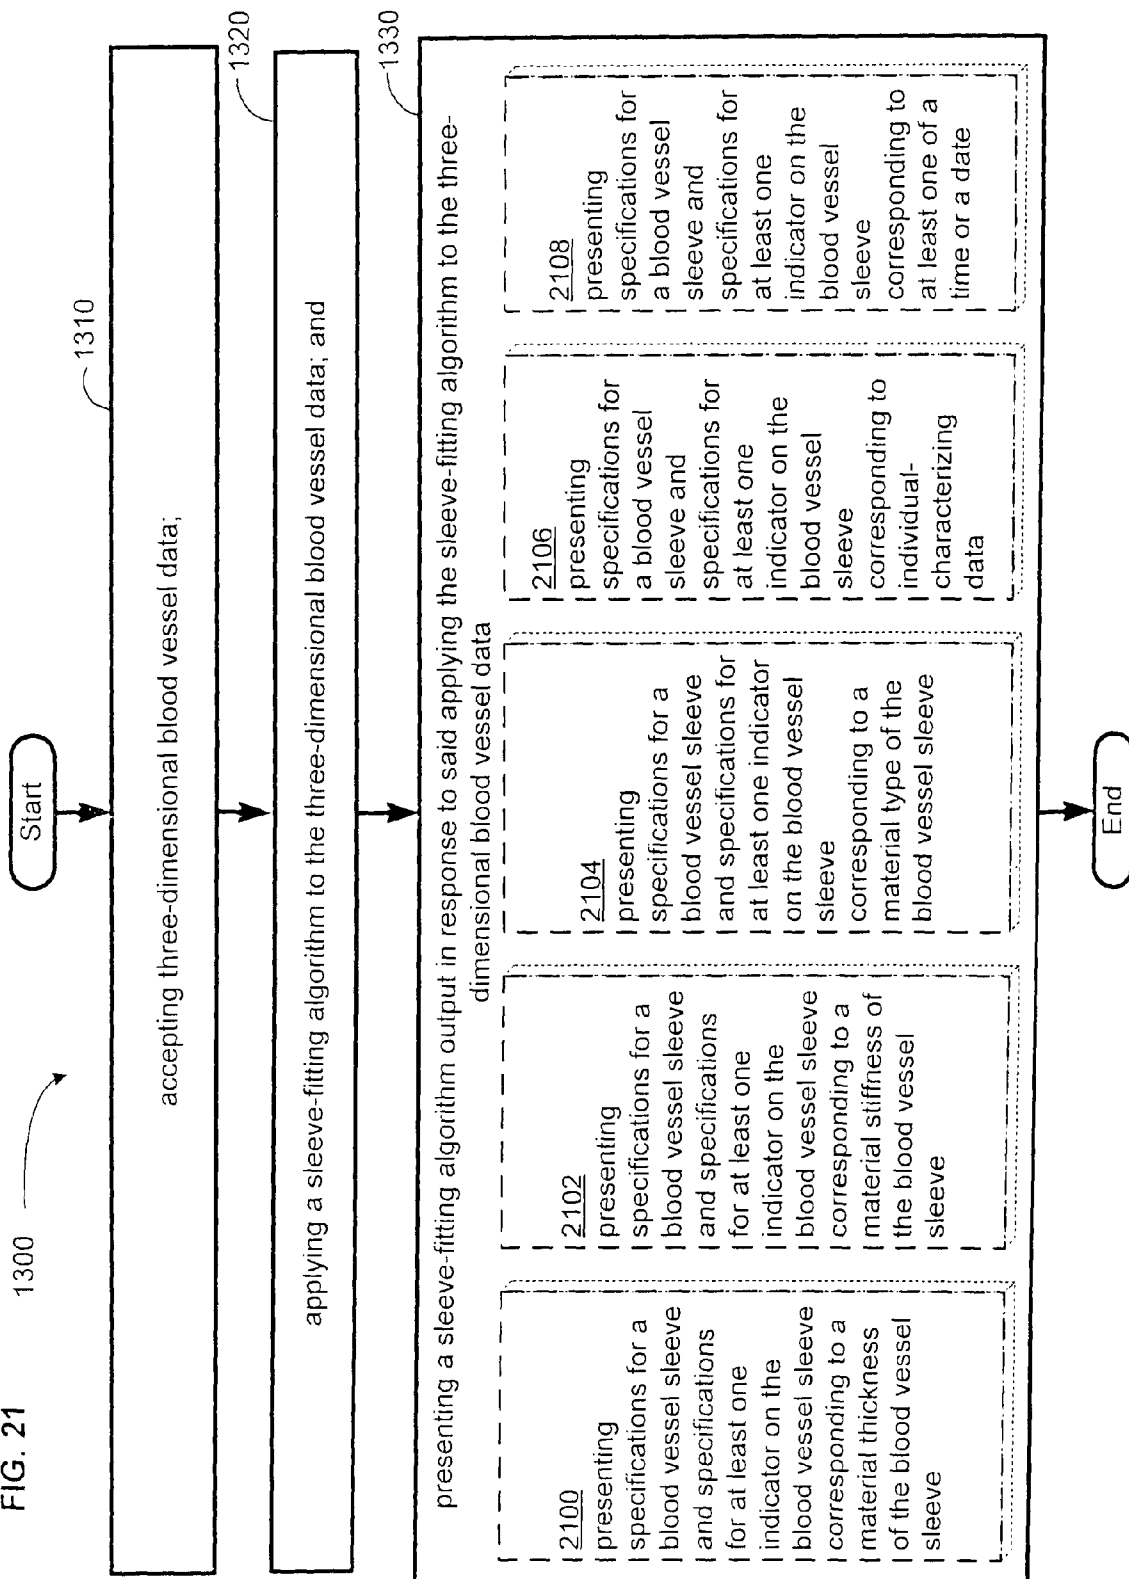 FIG. 21
1300
Start
1310
accepting three-dimensional blood vessel data;
1320
applying a sleeve-fitting algorithm to the three-dimensional blood vessel data; and
1330
presenting a sleeve-fitting algorithm output in response to said applying the sleeve-fitting algorithm to the three-
dimensional blood vessel data
2100
presenting
specifications for a
blood vessel sleeve
and specifications
for at least one
indicator on the
blood vessel sleeve
corresponding to a
material thickness
of the blood vessel
sleeve
2102
presenting
specifications for a
blood vessel sleeve
and specifications
for at least one
indicator on the
blood vessel sleeve
corresponding to a
material stiffness of
the blood vessel
sleeve
2104
presenting
specifications for a
blood vessel sleeve
and specifications for
at least one indicator
on the blood vessel
sleeve
corresponding to a
material type of the
blood vessel sleeve
2106
presenting
specifications for
a blood vessel
sleeve and
specifications for
at least one
indicator on the
blood vessel
sleeve
corresponding to
individual-
characterizing
data
2108
presenting
specifications for
a blood vessel
sleeve and
specifications for
at least one
indicator on the
blood vessel
sleeve
corresponding to
at least one of a
time or a date
End